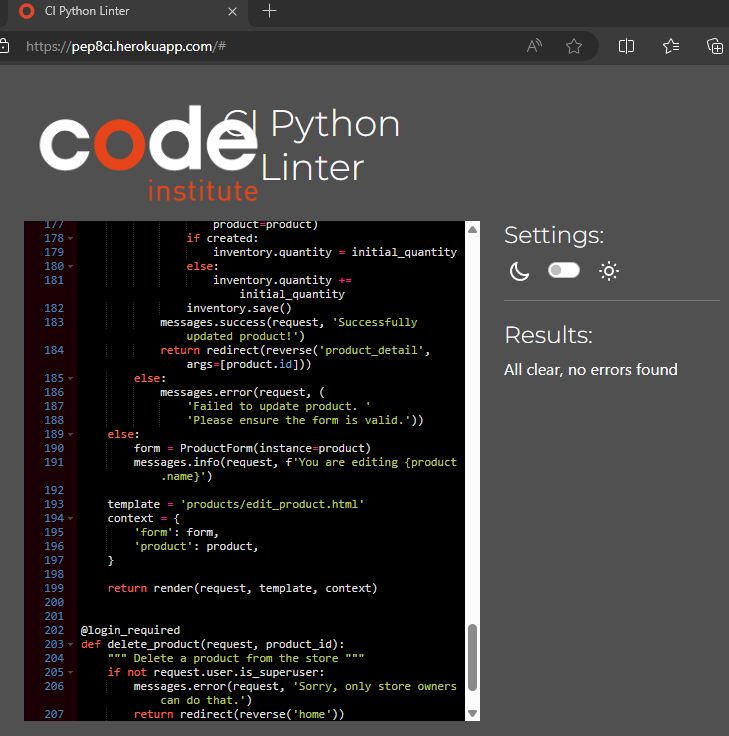 CI Python Linter
https://pep8ci.herokuapp.com/#
code
institute
CI Python
Linter
177 product=product)
178 if created:
179 inventory.quantity = initial_quantity
180 else:
181 inventory.quantity +=
initial_quantity
182 inventory.save()
183 messages.success(request, 'Successfully
updated product!')
184 return redirect(reverse('product_detail',
args=[product.id]))
185 else:
186 messages.error(request, (
187 'Failed to update product. '
188 'Please ensure the form is valid.'))
189 else:
190 form = ProductForm(instance=product)
191 messages.info(request, f'You are editing {product
.name}')
192
193 template = 'products/edit_product.html'
194 context = {
195 'form': form,
196 'product': product,
197 }
198
199 return render(request, template, context)
200
201
202 @login_required
203 def delete_product(request, product_id):
204 """ Delete a product from the store """
205 if not request.user.is_superuser:
206 messages.error(request, 'Sorry, only store owners
can do that.')
207 return redirect(reverse('home'))
Settings:
Results:
All clear, no errors found